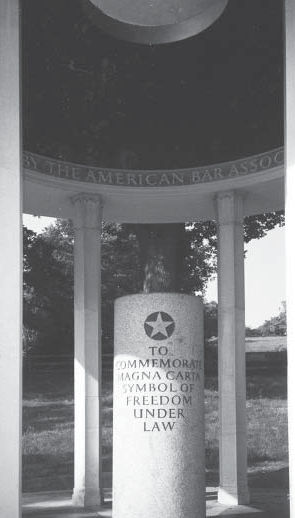 BY THE AMERICAN BAR ASSOC
TO
COMMEMORATE
MAGNA CARTA
SYMBOL OF
FREEDOM
UNDER
LAW